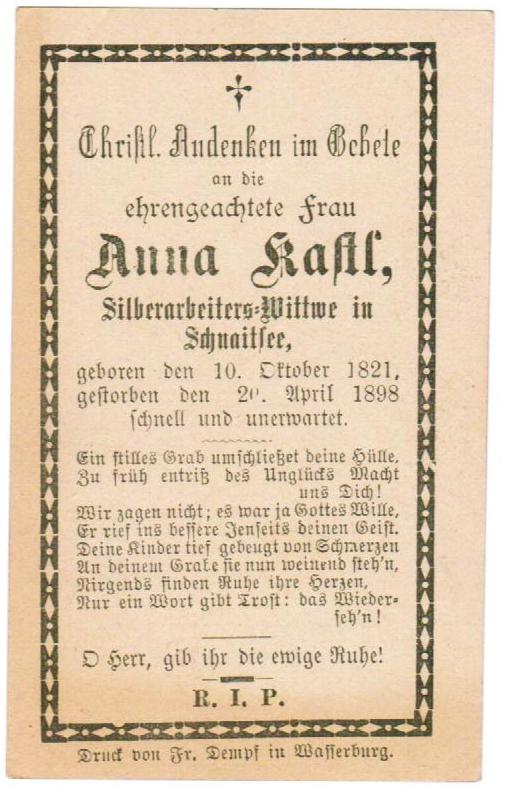 Christl. Andenken im Gebete
an die
ehrengeachtete Frau
Anna Kastl,
Silberarbeiters-Wittwe in
Schnaitsee,
geboren den 10. Oktober 1821,
gestorben den 20. April 1898
schnell und unerwartet.
Ein stilles Grab umschließet deine Hülle,
Zu früh entriß des Unglücks Macht
uns Dich!
Wir zagen nicht; es war ja Gottes Wille,
Er rief ins bessere Jenseits deinen Geist.
Deine Kinder tief gebeugt von Schmerzen
An deinem Grabe sie nun weinend steh'n,
Nirgends finden Ruhe ihre Herzen,
Nur ein Wort gibt Trost: das Wieder-
seh'n!
O Herr, gib ihr die ewige Ruhe!
R. I. P.
Druck von Fr. Dempf in Wasserburg.